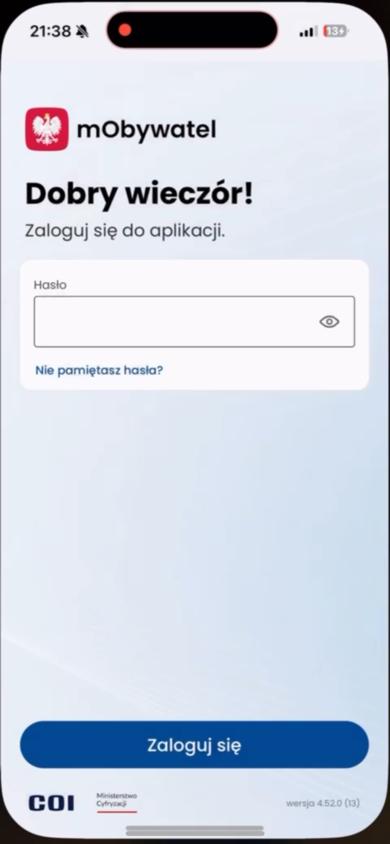 21:38
13
mObywatel
Dobry wieczór!
Zaloguj się do aplikacji.
Hasło
Nie pamiętasz hasła?
Zaloguj się
COI
Ministerstwo
Cyfryzacji
wersja 4.52.0 (13)